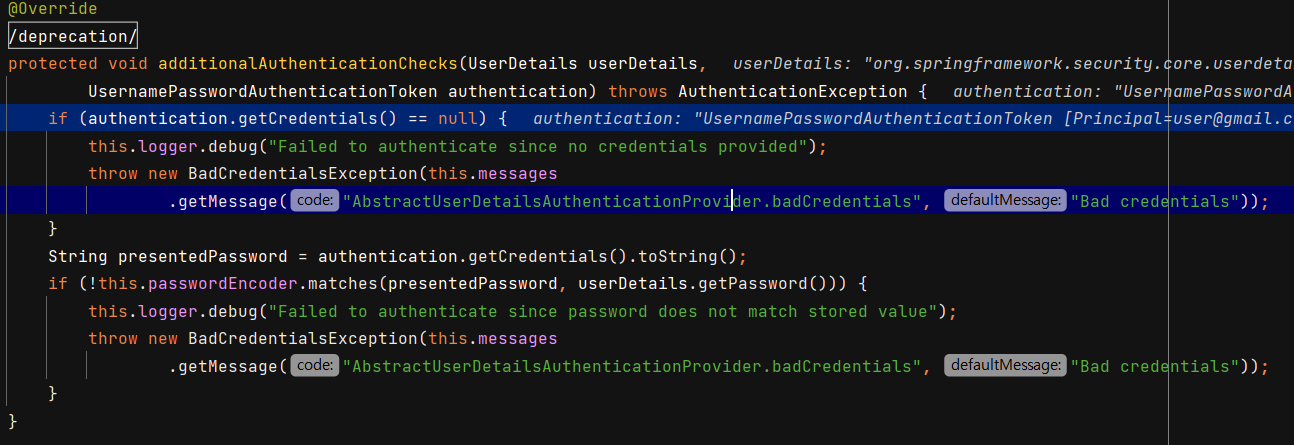 @Override
/deprecation/
protected void additionalAuthenticationChecks(UserDetails userDetails, userDetails: "org.springframework.security.core.userdeta
UsernamePasswordAuthenticationToken authentication) throws AuthenticationException { authentication: "UsernamePasswordA
if (authentication.getCredentials() == null) { authentication: "UsernamePasswordAuthenticationToken [Principal=user@gmail.c
this.logger.debug("Failed to authenticate since no credentials provided");
throw new BadCredentialsException(this.messages
.getMessage( code: "AbstractUserDetailsAuthenticationProvider.badCredentials", defaultMessage: "Bad credentials"));
}
String presentedPassword = authentication.getCredentials().toString();
if (!this.passwordEncoder.matches(presentedPassword, userDetails.getPassword())) {
this.logger.debug("Failed to authenticate since password does not match stored value");
throw new BadCredentialsException(this.messages
.getMessage( code: "AbstractUserDetailsAuthenticationProvider.badCredentials", defaultMessage: "Bad credentials"));
}
}